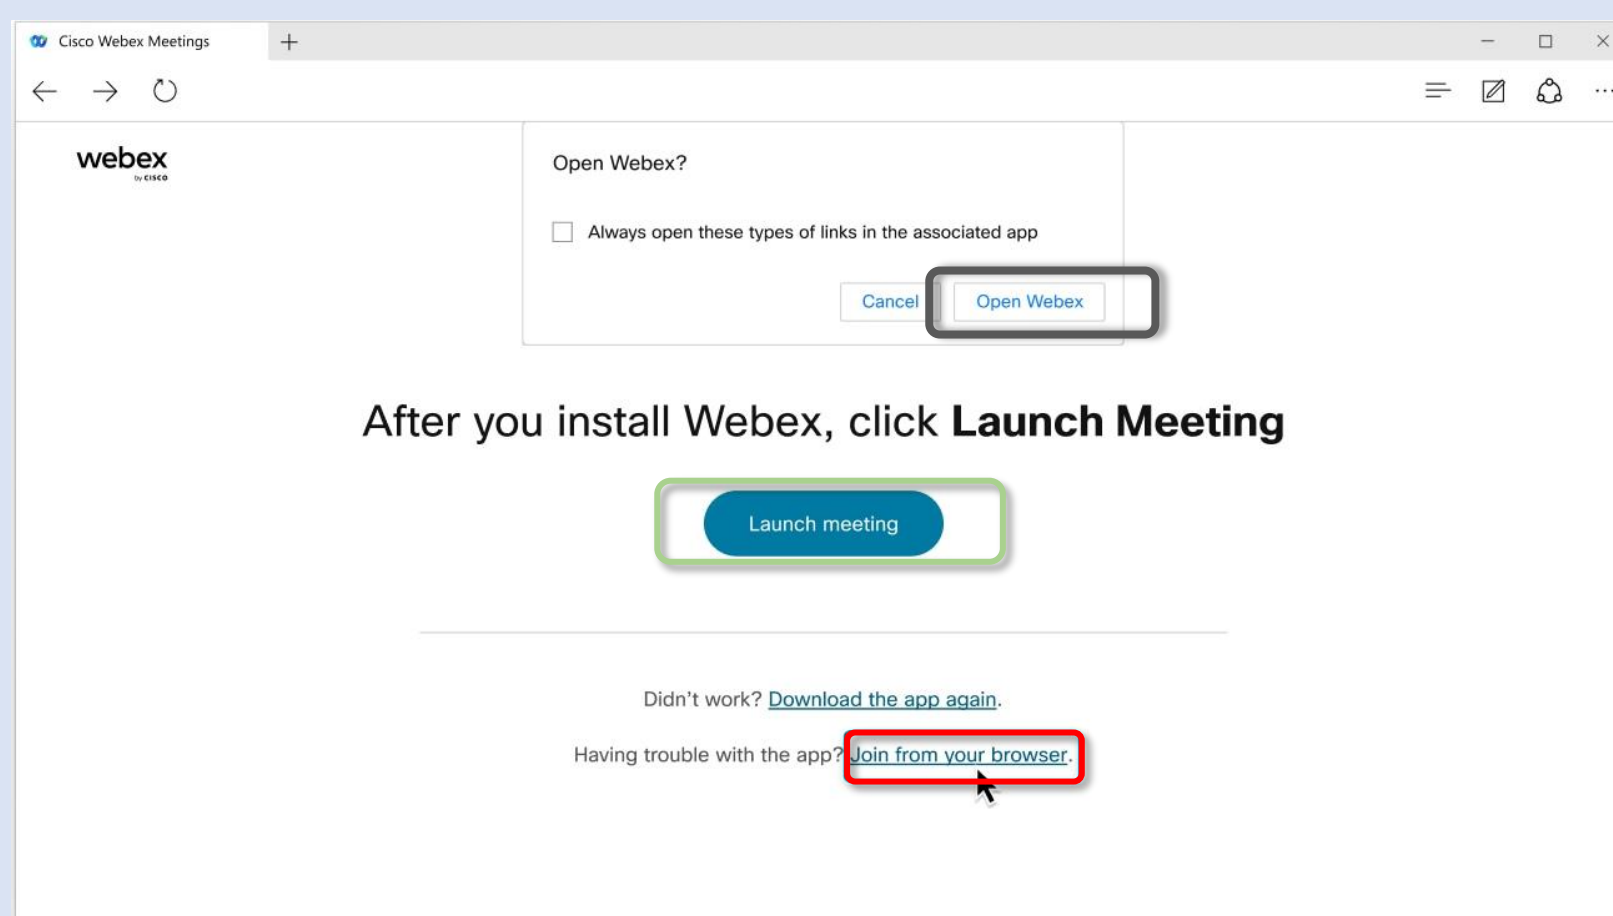 Cisco Webex Meetings
webex
by CISCO
Open Webex?
Always open these types of links in the associated app
Cancel
Open Webex
After you install Webex, click Launch Meeting
Launch meeting
Didn't work? Download the app again.
Having trouble with the app? Join from your browser.